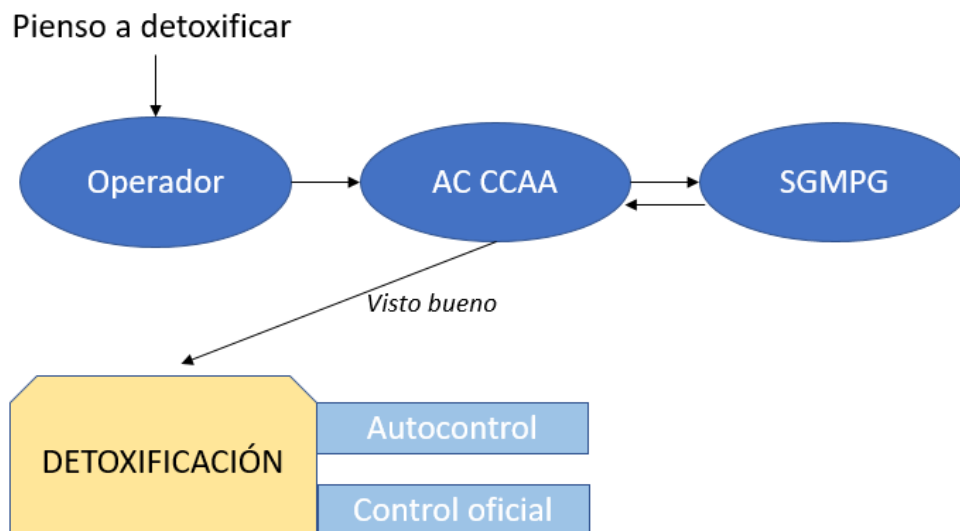 Pienso a detoxificar
Operador
AC CCAA
SGMPG
Visto bueno
DETOXIFICACIÓN
Autocontrol
Control oficial